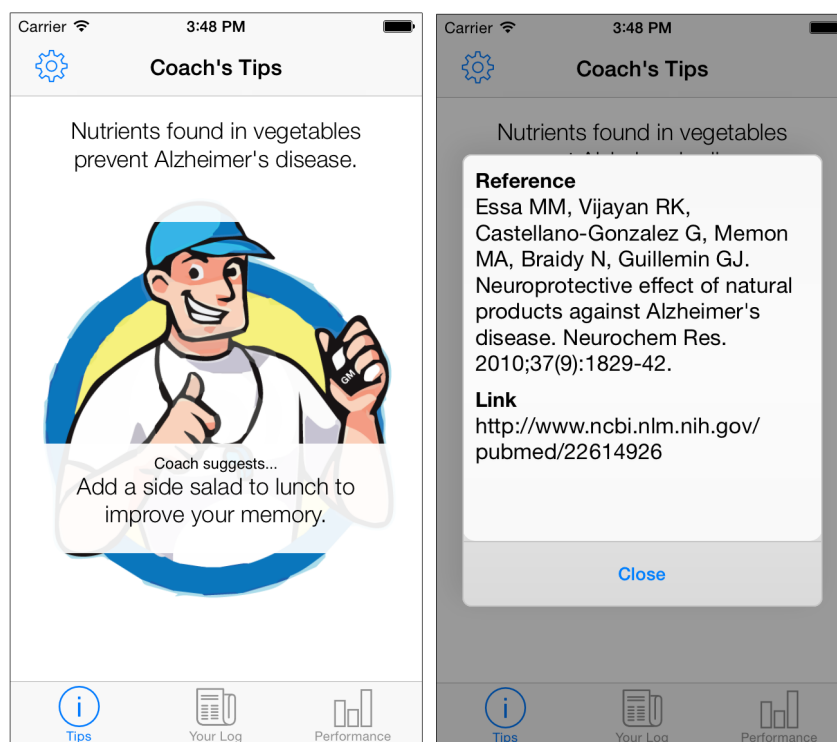 Carrier
3:48 PM
Coach's Tips
Nutrients found in vegetables
prevent Alzheimer's disease.
GM
Coach suggests...
Add a side salad to lunch to
improve your memory.
Tips
Your Log
Performance
Carrier
3:48 PM
Coach's Tips
Nutrients found in vegetables
Reference
Essa MM, Vijayan RK,
Castellano-Gonzalez G, Memon
MA, Braidy N, Guillemin GJ.
Neuroprotective effect of natural
products against Alzheimer's
disease. Neurochem Res.
2010;37(9):1829-42.
Link
http://www.ncbi.nlm.nih.gov/
pubmed/22614926
Close
Tips
Your Log
Performance